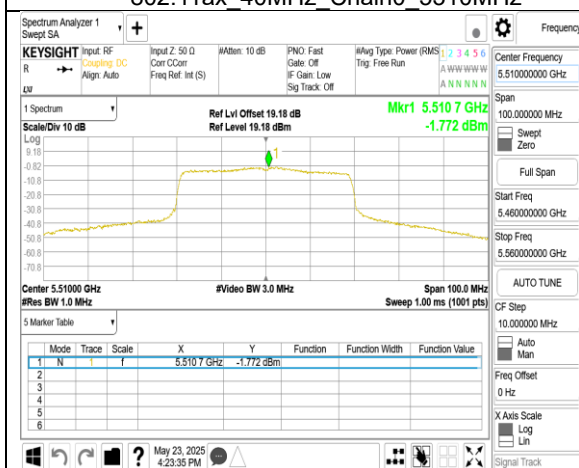 802.11ax_40MHz_Chain0_5510MHz
Spectrum Analyzer 1
Swept SA
Frequency
KEYSIGHT
R
Input: RF
Coupling: DC
Align: Auto
Input Z: 50 Ω
Corr CCorr
Freq Ref: Int (S)
#Atten: 10 dB
PNO: Fast
Gate: Off
IF Gain: Low
Sig Track: Off
#Avg Type: Power (RMS
Trig: Free Run
1 2 3 4 5 6
A W W W W W
A N N N N N
1 Spectrum
Scale/Div 10 dB
Log
Ref Lvl Offset 19.18 dB
Ref Level 19.18 dBm
Mkr1 5.510 7 GHz
-1.772 dBm
1
9.18
-0.82
-10.8
-20.8
-30.8
-40.8
-50.8
-60.8
-70.8
Center 5.51000 GHz
#Res BW 1.0 MHz
#Video BW 3.0 MHz
Span 100.0 MHz
Sweep 1.00 ms (1001 pts)
5 Marker Table
Mode Trace Scale X Y Function Function Width Function Value
1 N 1 f 5.510 7 GHz -1.772 dBm
2
3
4
5
6
May 23, 2025
4:23:35 PM
Center Frequency
5.510000000 GHz
Span
100.000000 MHz
Swept
Zero
Full Span
Start Freq
5.460000000 GHz
Stop Freq
5.560000000 GHz
AUTO TUNE
CF Step
10.000000 MHz
Auto
Man
Freq Offset
0 Hz
X Axis Scale
Log
Lin
Signal Track